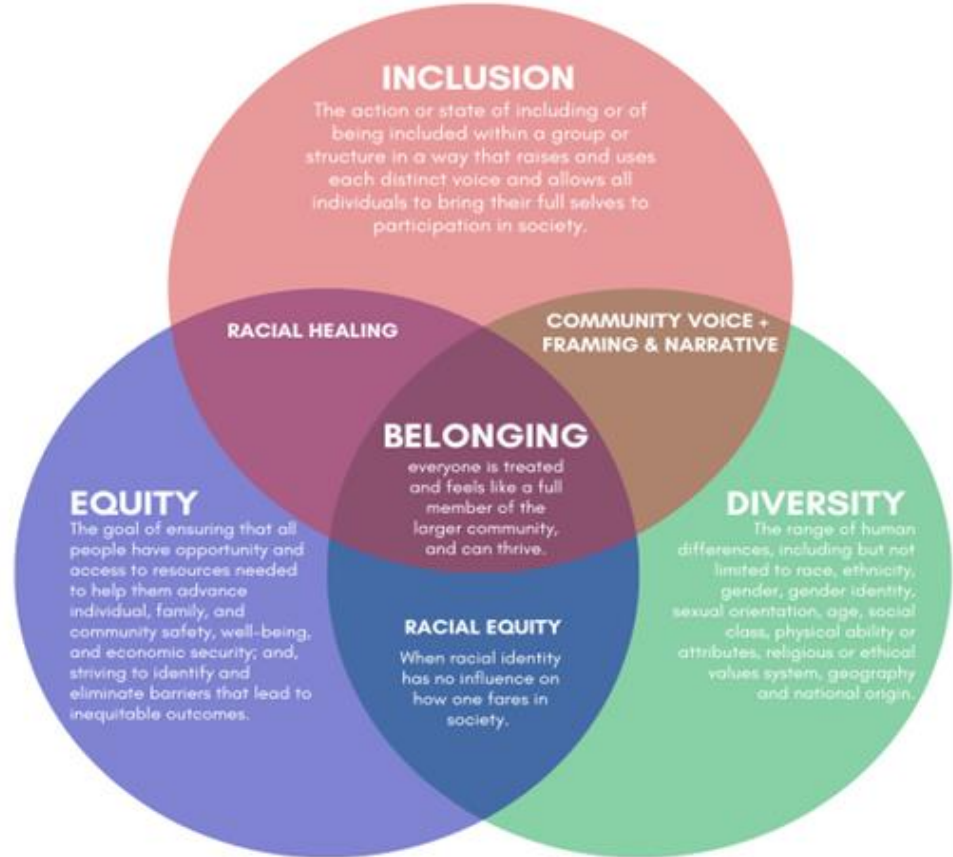 INCLUSION
The action or state of including or of
being included within a group or
structure in a way that raises and uses
each distinct voice and allows all
individuals to bring their full selves to
participation in society.
RACIAL HEALING
COMMUNITY VOICE +
FRAMING & NARRATIVE
BELONGING
everyone is treated
and feels like a full
member of the
larger community,
and can thrive.
EQUITY
The goal of ensuring that all
people have opportunity and
access to resources needed
to help them advance
individual, family, and
community safety, well-being,
and economic security; and,
striving to identify and
eliminate barriers that lead to
inequitable outcomes.
DIVERSITY
The range of human
differences, including but not
limited to race, ethnicity,
gender, gender identity,
sexual orientation, age, social
class, physical ability or
attributes, religious or ethical
values system, geography
and national origin.
RACIAL EQUITY
When racial identity
has no influence on
how one fares in
society.